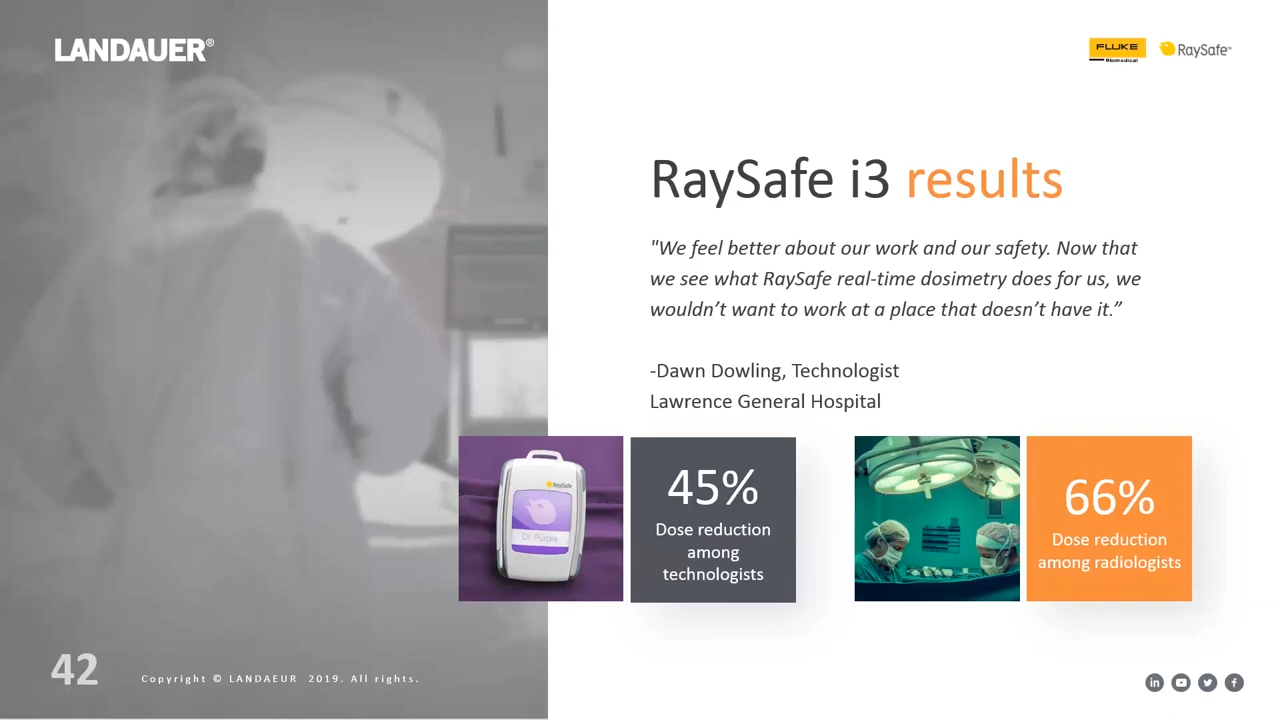 LANDAUER®
FLUKE
Biomedical
RaySafe™
RaySafe i3 results
"We feel better about our work and our safety. Now that
we see what RaySafe real-time dosimetry does for us, we
wouldn’t want to work at a place that doesn’t have it.”
-Dawn Dowling, Technologist
Lawrence General Hospital
RaySafe
Dr. Purple
45%
Dose reduction
among
technologists
66%
Dose reduction
among radiologists
42
Copyright © LANDAEUR 2019. All rights.